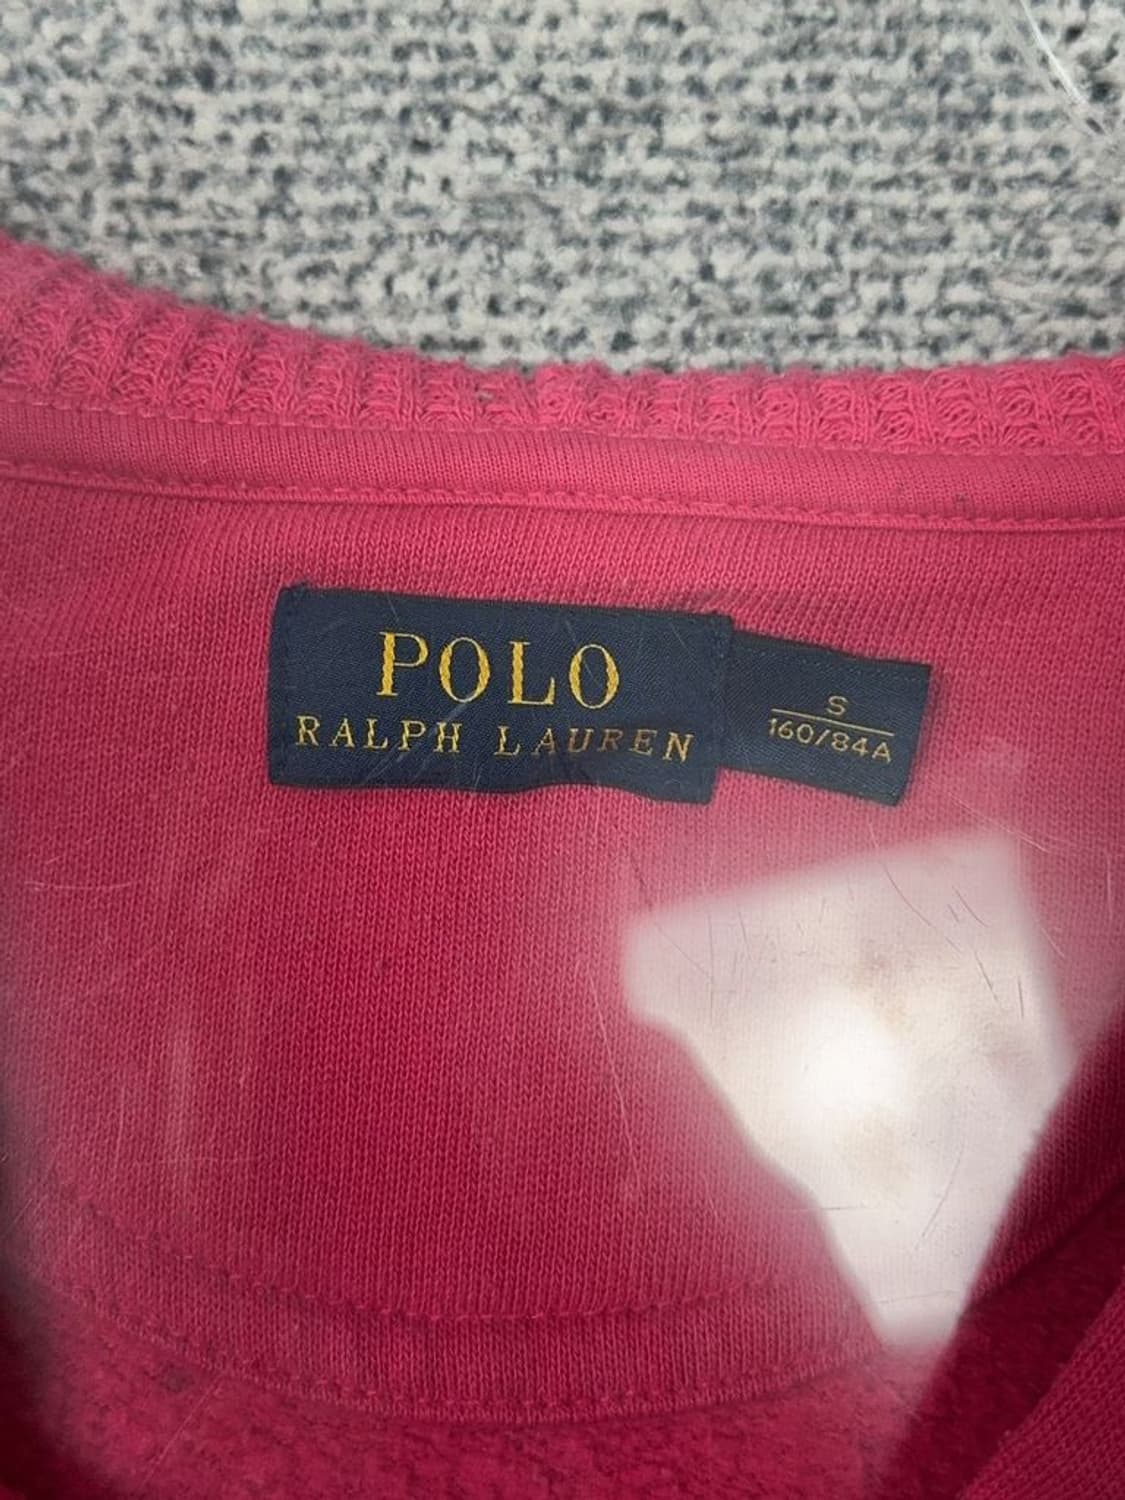 POLO
RALPH LAUREN
S
160/84A